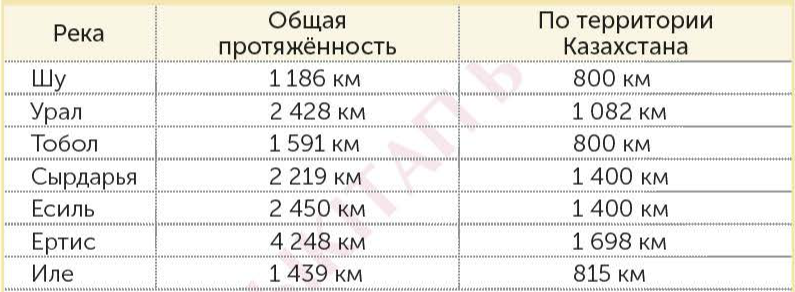 Река Общая протяжённость По территории Казахстана
Шу 1 186 км 800 км
Урал 2 428 км 1 082 км
Тобол 1 591 км 800 км
Сырдарья 2 219 км 1 400 км
Есиль 2 450 км 1 400 км
Ертис 4 248 км 1 698 км
Иле 1 439 км 815 км